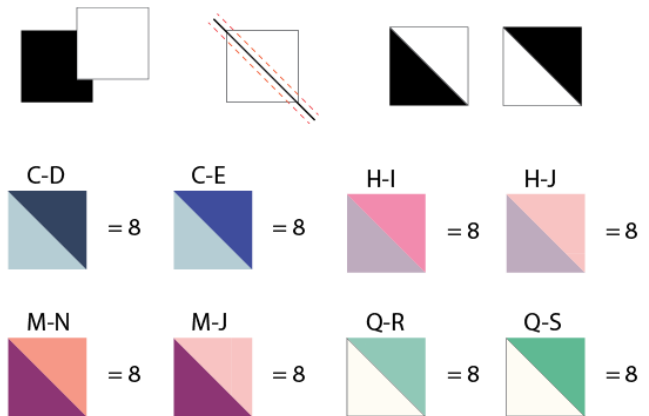 C-D C-E H-I H-J
= 8 = 8 = 8 = 8
M-N M-J Q-R Q-S
= 8 = 8 = 8 = 8